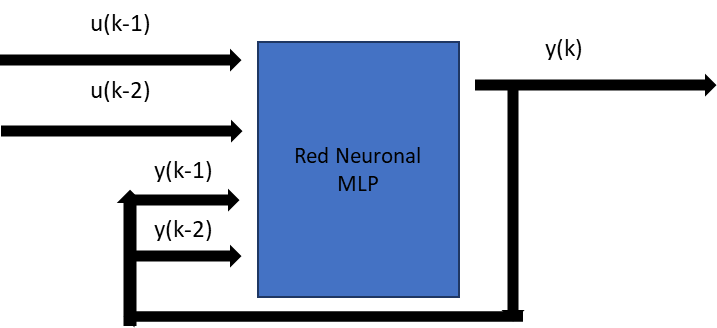 u(k-1)
y(k)
u(k-2)
Red Neuronal
MLP
y(k-1)
y(k-2)